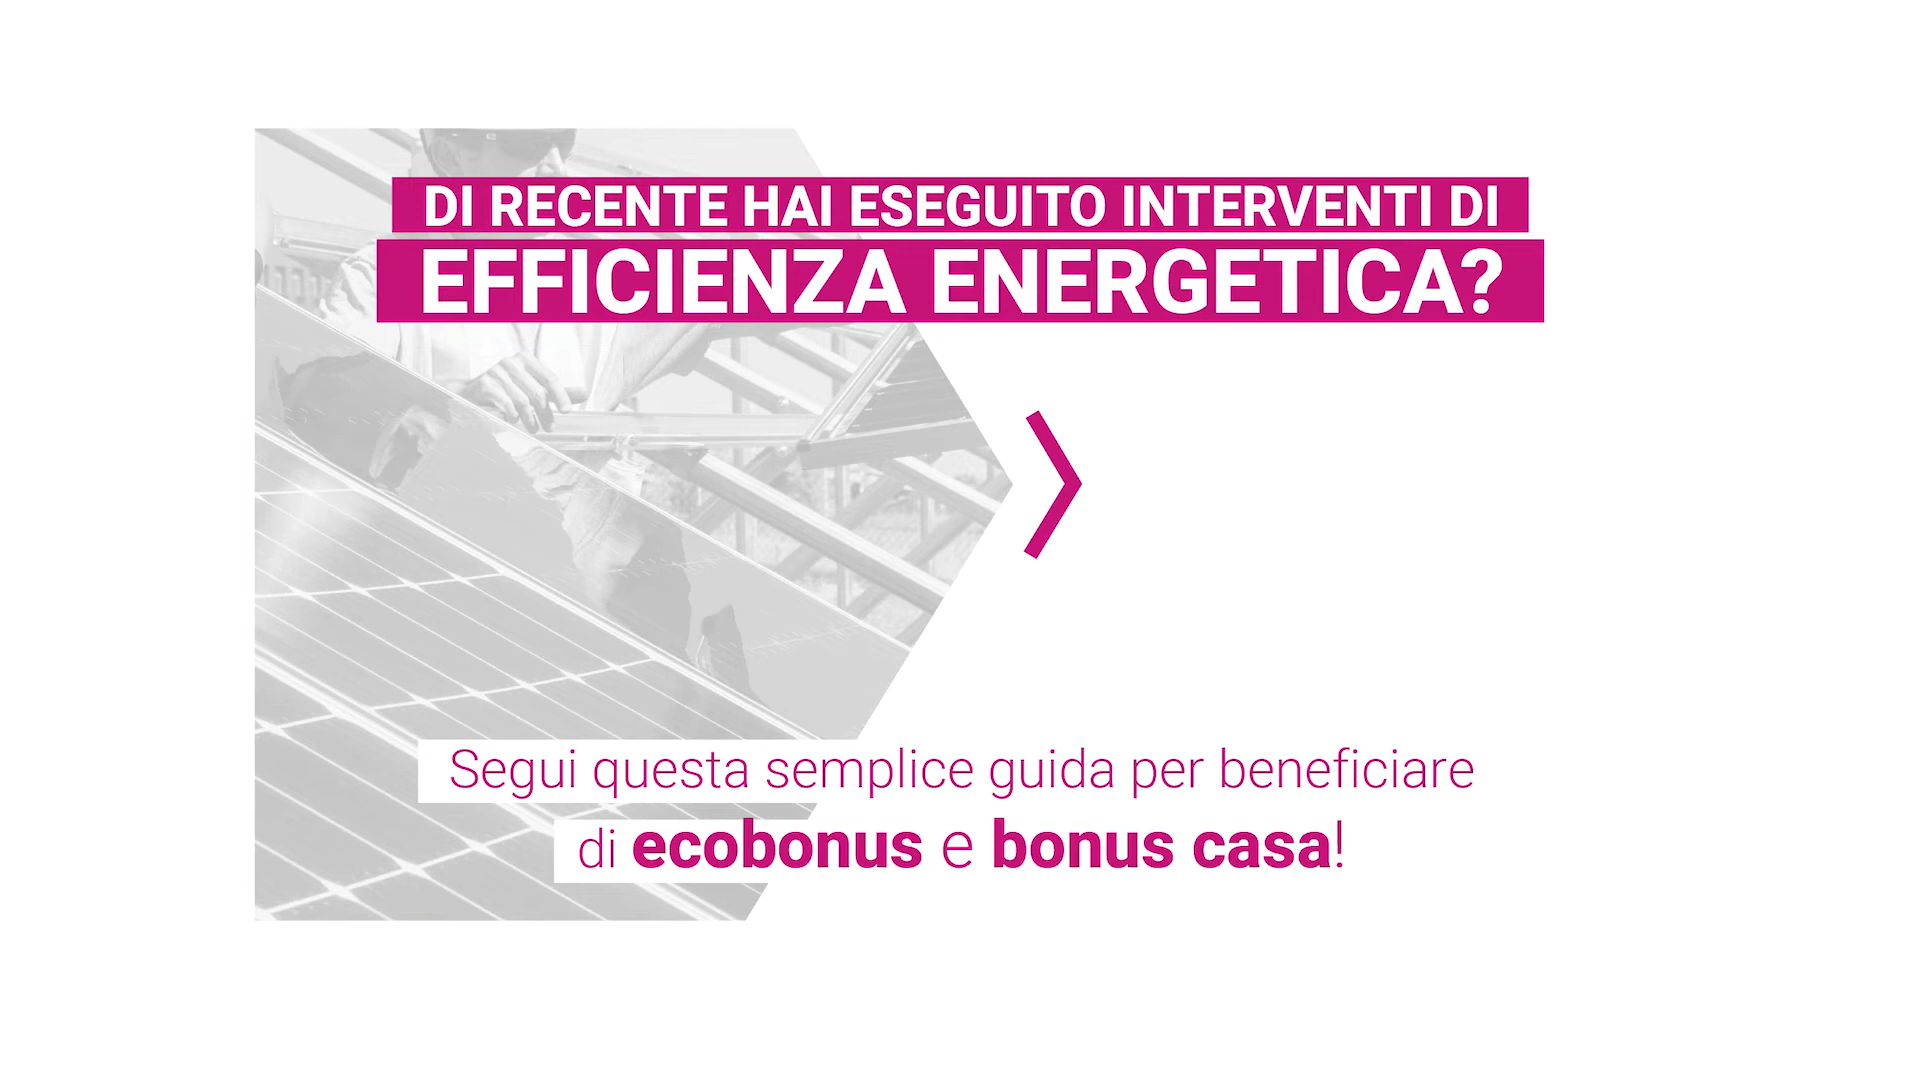 DI RECENTE HAI ESEGUITO INTERVENTI DI
EFFICIENZA ENERGETICA?
Segui questa semplice guida per beneficiare
di ecobonus e bonus casa!